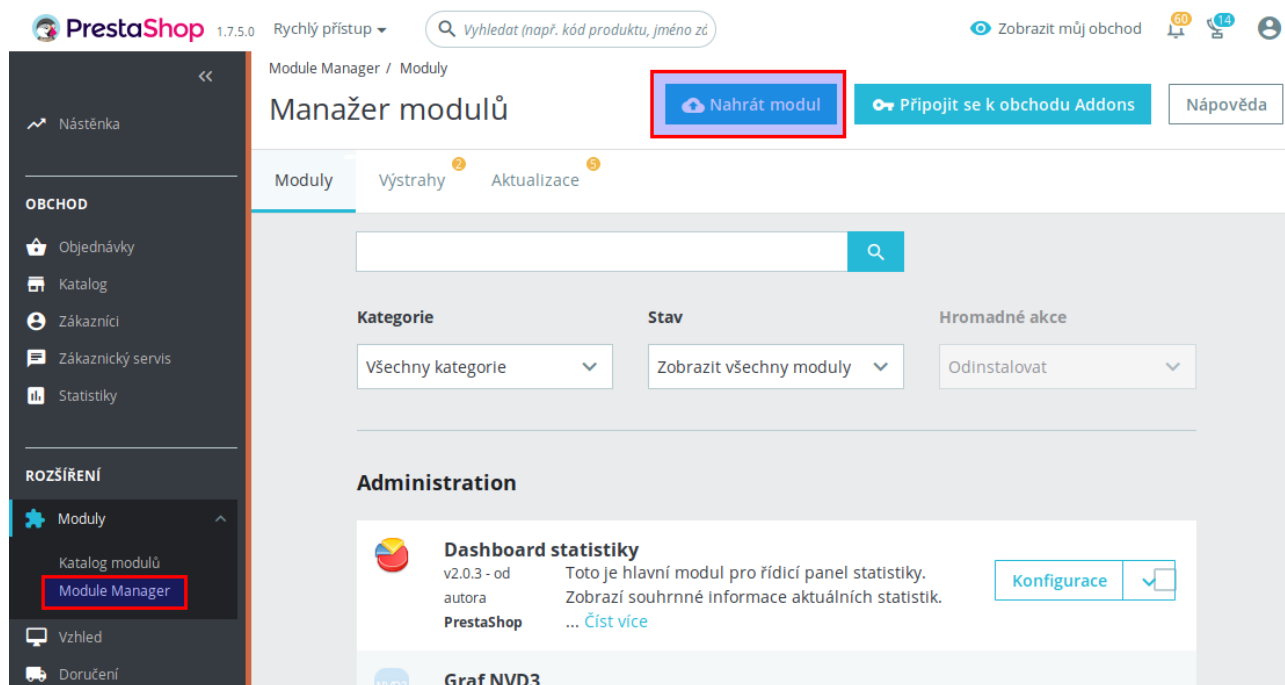 PrestaShop 1.7.5.0 Rychlý přístup Vyhledat (např. kód produktu, jméno zá Zobrazit můj obchod 60 14
Module Manager / Moduly
Manažer modulů
Nahrát modul
Připojit se k obchodu Addons
Nápověda
Nástěnka
OBCHOD
Objednávky
Katalog
Zákazníci
Zákaznický servis
Statistiky
ROZŠÍŘENÍ
Moduly
Katalog modulů
Module Manager
Vzhled
Doručení
Moduly Výstrahy 2 Aktualizace 5
Kategorie Stav Hromadné akce
Všechny kategorie Zobrazit všechny moduly Odinstalovat
Administration
Dashboard statistiky
v2.0.3 - od
autora
PrestaShop
Toto je hlavní modul pro řídicí panel statistiky.
Zobrazí souhrnné informace aktuálních statistik.
... Číst více
Konfigurace
NVD3
Graf NVD3